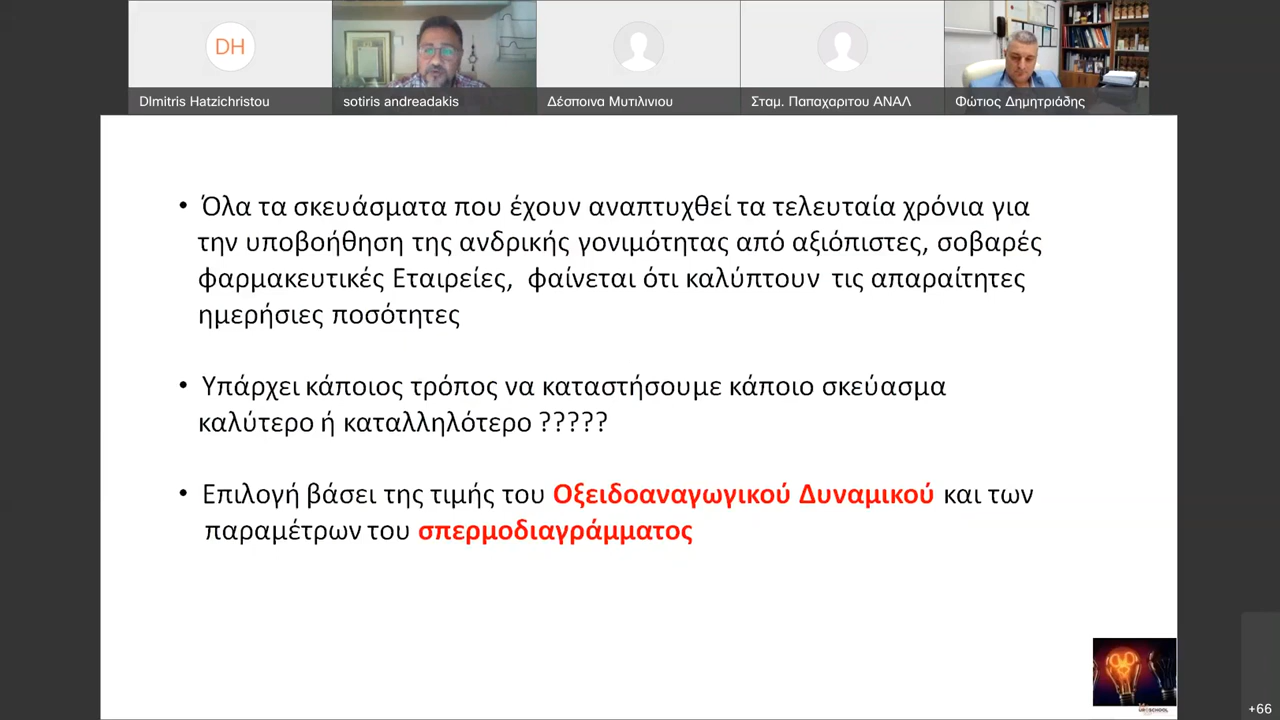 DH
DImitris Hatzichristou
sotiris andreadakis
Δέσποινα Μυτιλινιου
Σταμ. Παπαχαριτου ΑΝΑΛ
Φώτιος Δημητριάδης
• Όλα τα σκευάσματα που έχουν αναπτυχθεί τα τελευταία χρόνια για
την υποβοήθηση της ανδρικής γονιμότητας από αξιόπιστες, σοβαρές
φαρμακευτικές Εταιρείες, φαίνεται ότι καλύπτουν τις απαραίτητες
ημερήσιες ποσότητες
• Υπάρχει κάποιος τρόπος να καταστήσουμε κάποιο σκεύασμα
καλύτερο ή καταλληλότερο ?????
• Επιλογή βάσει της τιμής του Οξειδοαναγωγικού Δυναμικού και των
παραμέτρων του σπερμοδιαγράμματος
+66